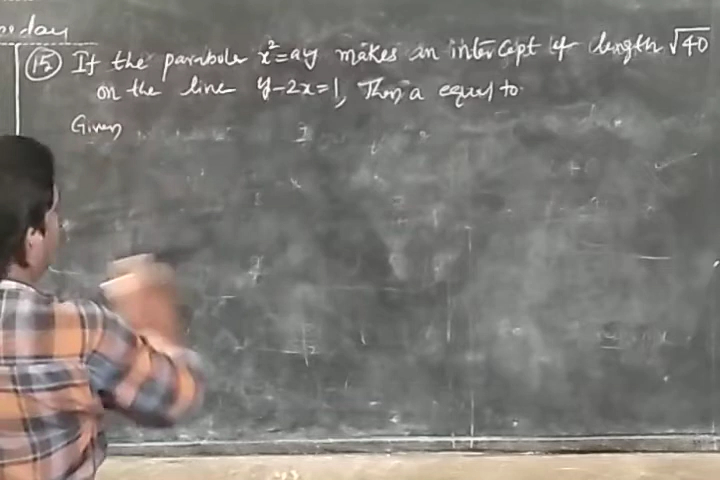 (15) If the parabola x²=ay makes an intercept of length √40
on the line y-2x=1, Then a equal to
Given